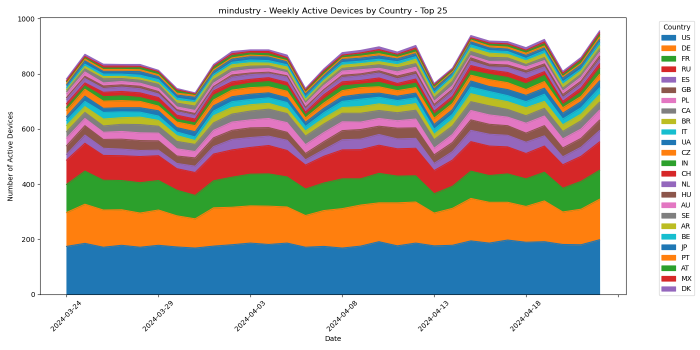 mindustry - Weekly Active Devices by Country - Top 25
Number of Active Devices
1000
800
600
400
200
0
2024-03-24
2024-03-29
2024-04-03
2024-04-08
2024-04-13
2024-04-18
Date
Country
US
DE
FR
RU
ES
GB
PL
CA
BR
IT
UA
CZ
IN
CH
NL
HU
AU
SE
AR
BE
JP
PT
AT
MX
DK